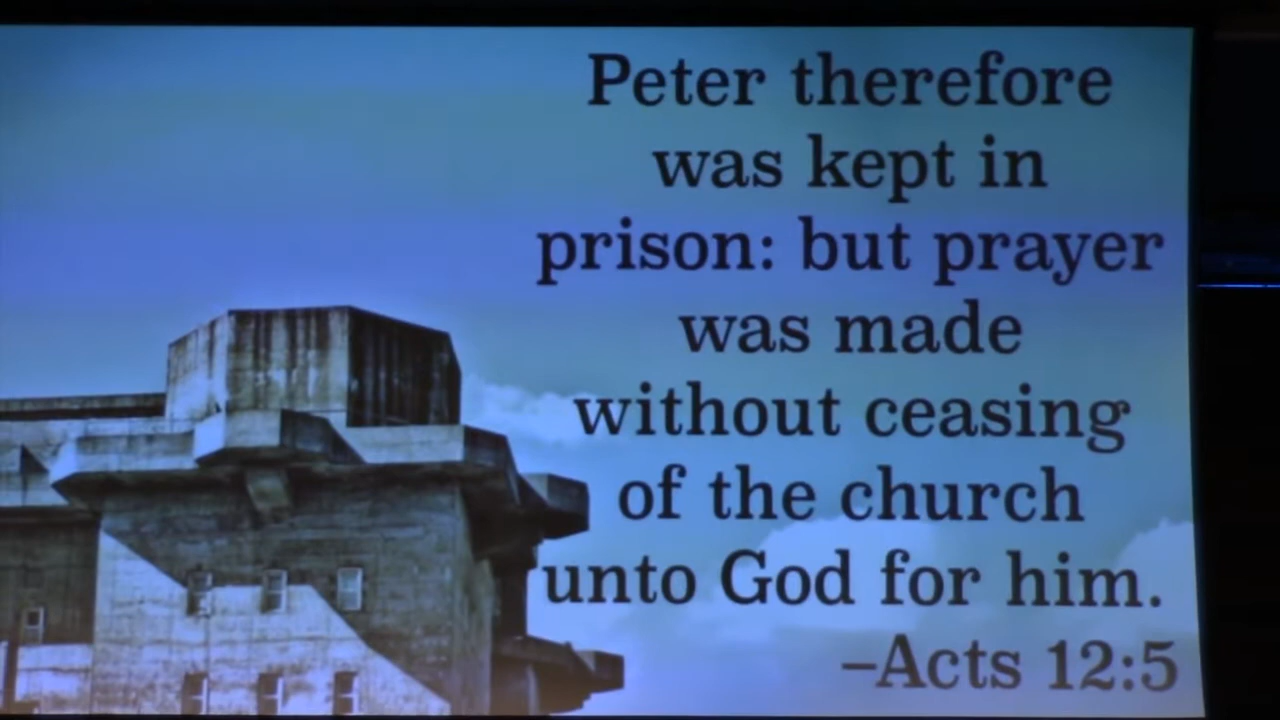 Peter therefore
was kept in
prison: but prayer
was made
without ceasing
of the church
unto God for him.
–Acts 12:5